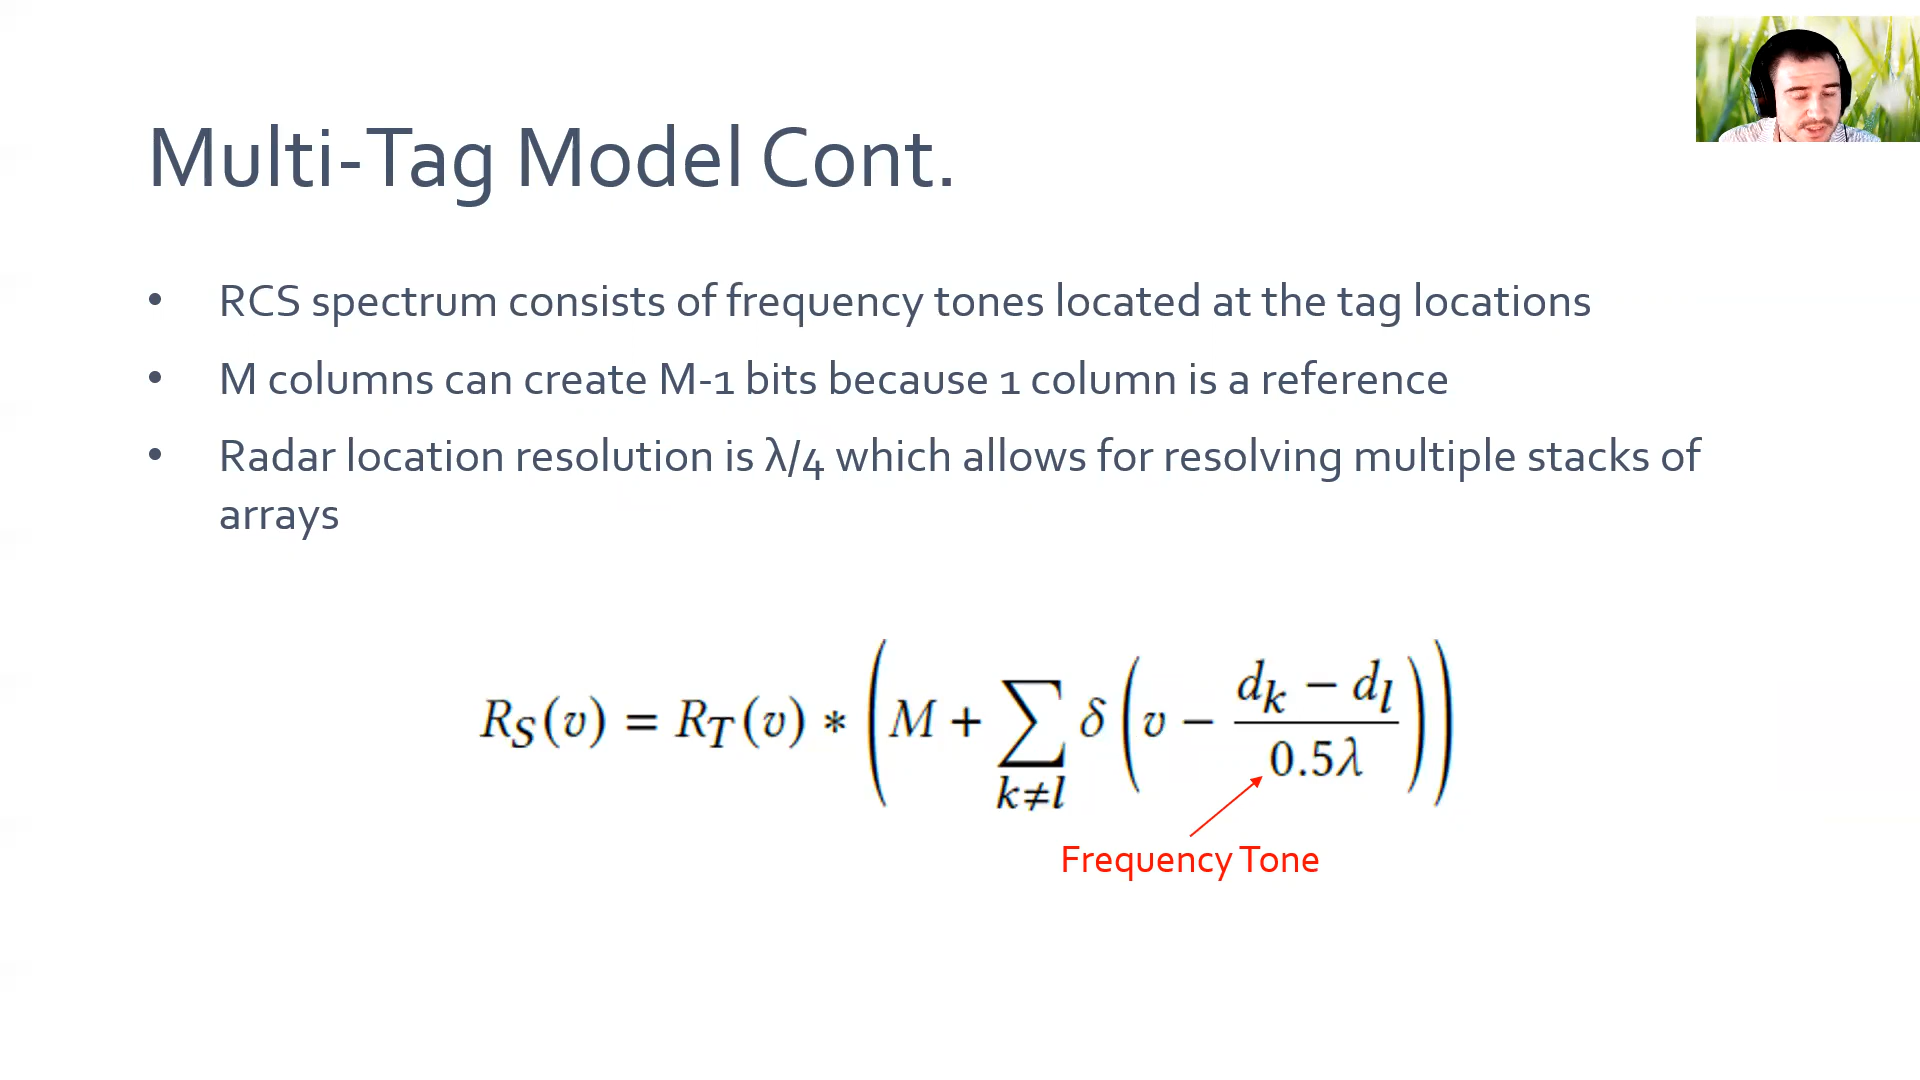 Multi-Tag Model Cont.
• RCS spectrum consists of frequency tones located at the tag locations
• M columns can create M-1 bits because 1 column is a reference
• Radar location resolution is λ/4 which allows for resolving multiple stacks of
arrays
R_S(v) = R_T(v) * (M + ∑_{k≠l} δ(v − (d_k − d_l)/(0.5λ)))
Frequency Tone